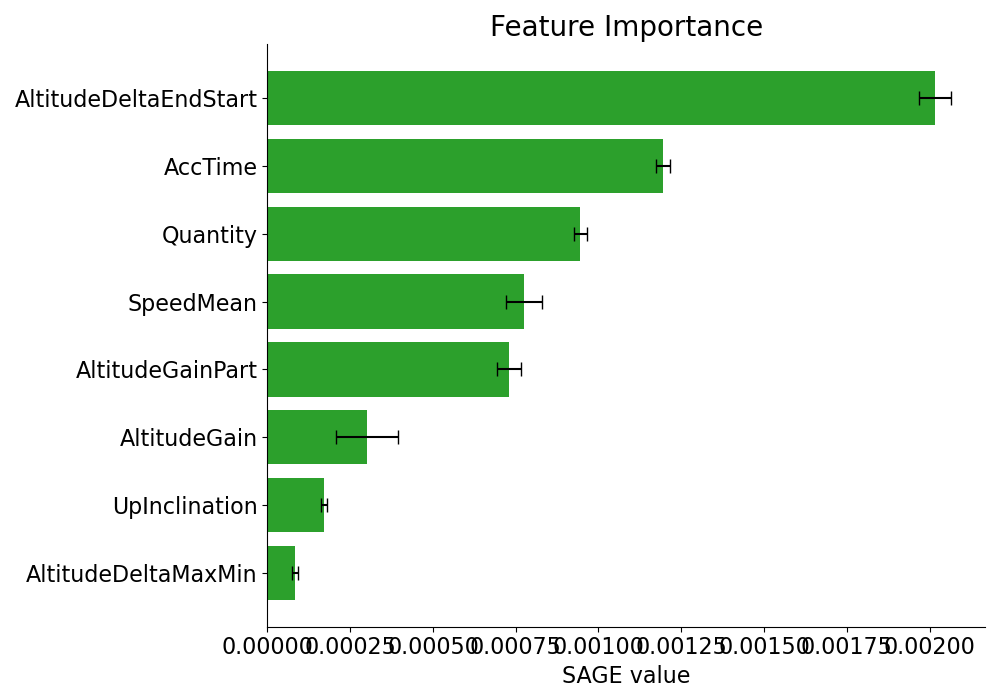 Feature Importance
AltitudeDeltaEndStart
AccTime
Quantity
SpeedMean
AltitudeGainPart
AltitudeGain
UpInclination
AltitudeDeltaMaxMin
0.00000 0.00025 0.00050 0.00075 0.00100 0.00125 0.00150 0.00175 0.00200
SAGE value